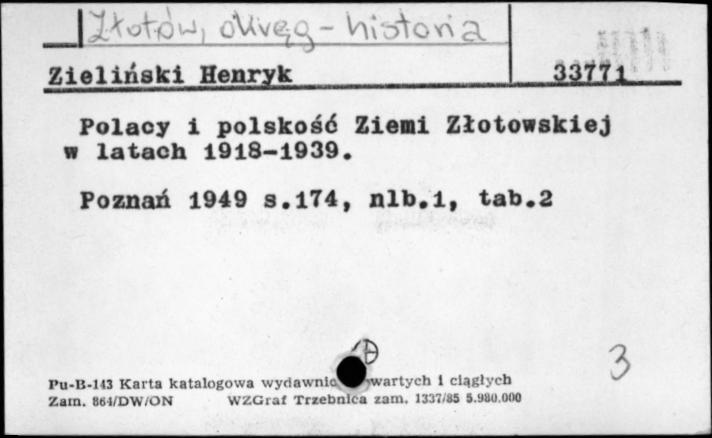 Złotów, okręg - historia
Zieliński Henryk 33771
Polacy i polskość Ziemi Złotowskiej
w latach 1918-1939.
Poznań 1949 s.174, nlb.1, tab.2
3
Pu-B-143 Karta katalogowa wydawnic wartych i ciągłych
Zam. 864/DW/ON WZGraf Trzebnica zam. 1337/85 5.980.000